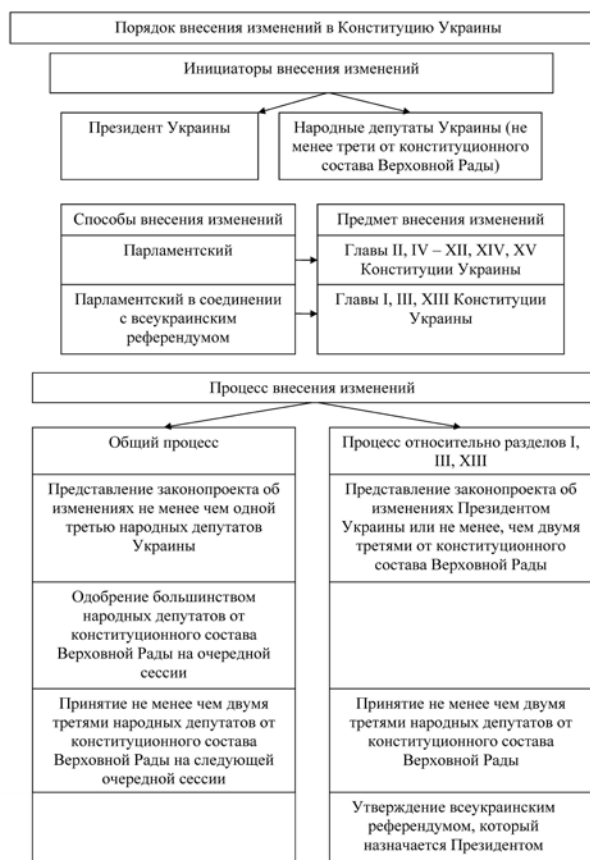 Порядок внесения изменений в Конституцию Украины
Инициаторы внесения изменений
Президент Украины
Народные депутаты Украины (не
менее трети от конституционного
состава Верховной Рады)
Способы внесения изменений
Предмет внесения изменений
Парламентский
Главы II, IV – XII, XIV, XV
Конституции Украины
Парламентский в соединении
с всеукраинским
референдумом
Главы I, III, XIII Конституции
Украины
Процесс внесения изменений
Общий процесс
Процесс относительно разделов I,
III, XIII
Представление законопроекта об
изменениях не менее чем одной
третью народных депутатов
Украины
Представление законопроекта об
изменениях Президентом
Украины или не менее, чем двумя
третями от конституционного
состава Верховной Рады
Одобрение большинством
народных депутатов от
конституционного состава
Верховной Рады на очередной
сессии
Принятие не менее чем двумя
третями народных депутатов от
конституционного состава
Верховной Рады на следующей
очередной сессии
Принятие не менее чем двумя
третями народных депутатов от
конституционного состава
Верховной Рады
Утверждение всеукраинским
референдумом, который
назначается Президентом